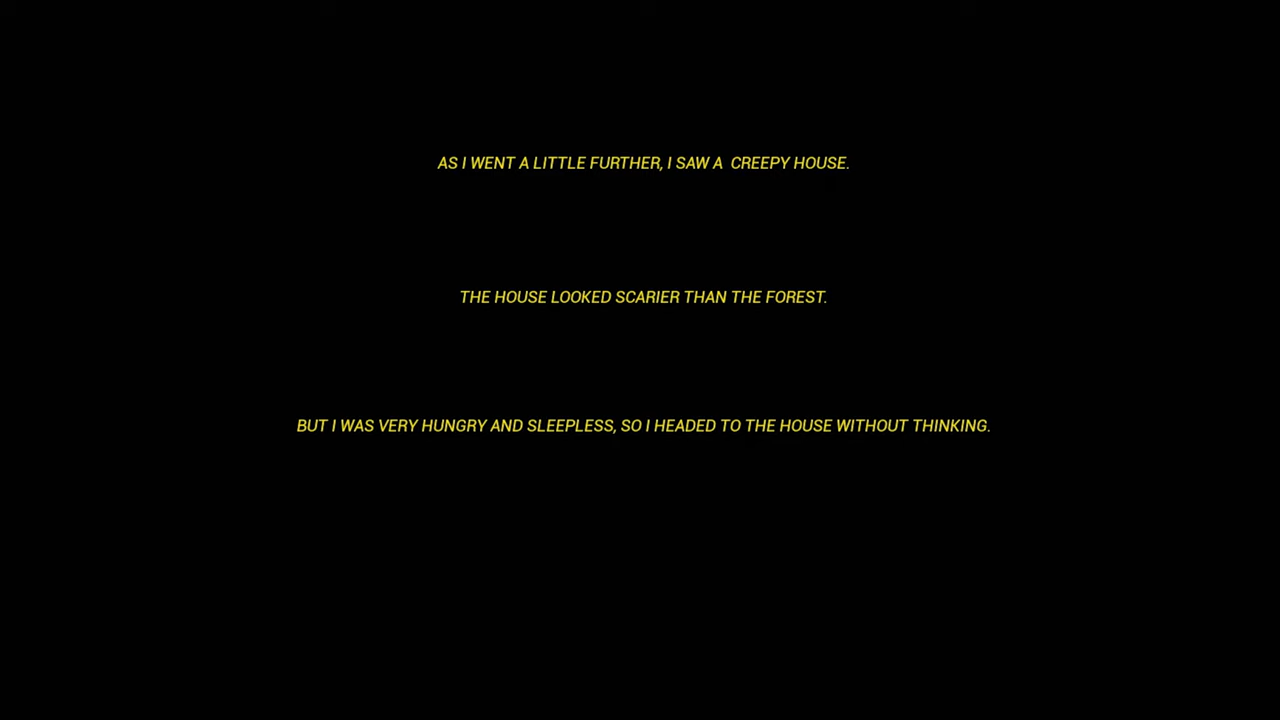 AS I WENT A LITTLE FURTHER, I SAW A  CREEPY HOUSE.
THE HOUSE LOOKED SCARIER THAN THE FOREST.
BUT I WAS VERY HUNGRY AND SLEEPLESS, SO I HEADED TO THE HOUSE WITHOUT THINKING.